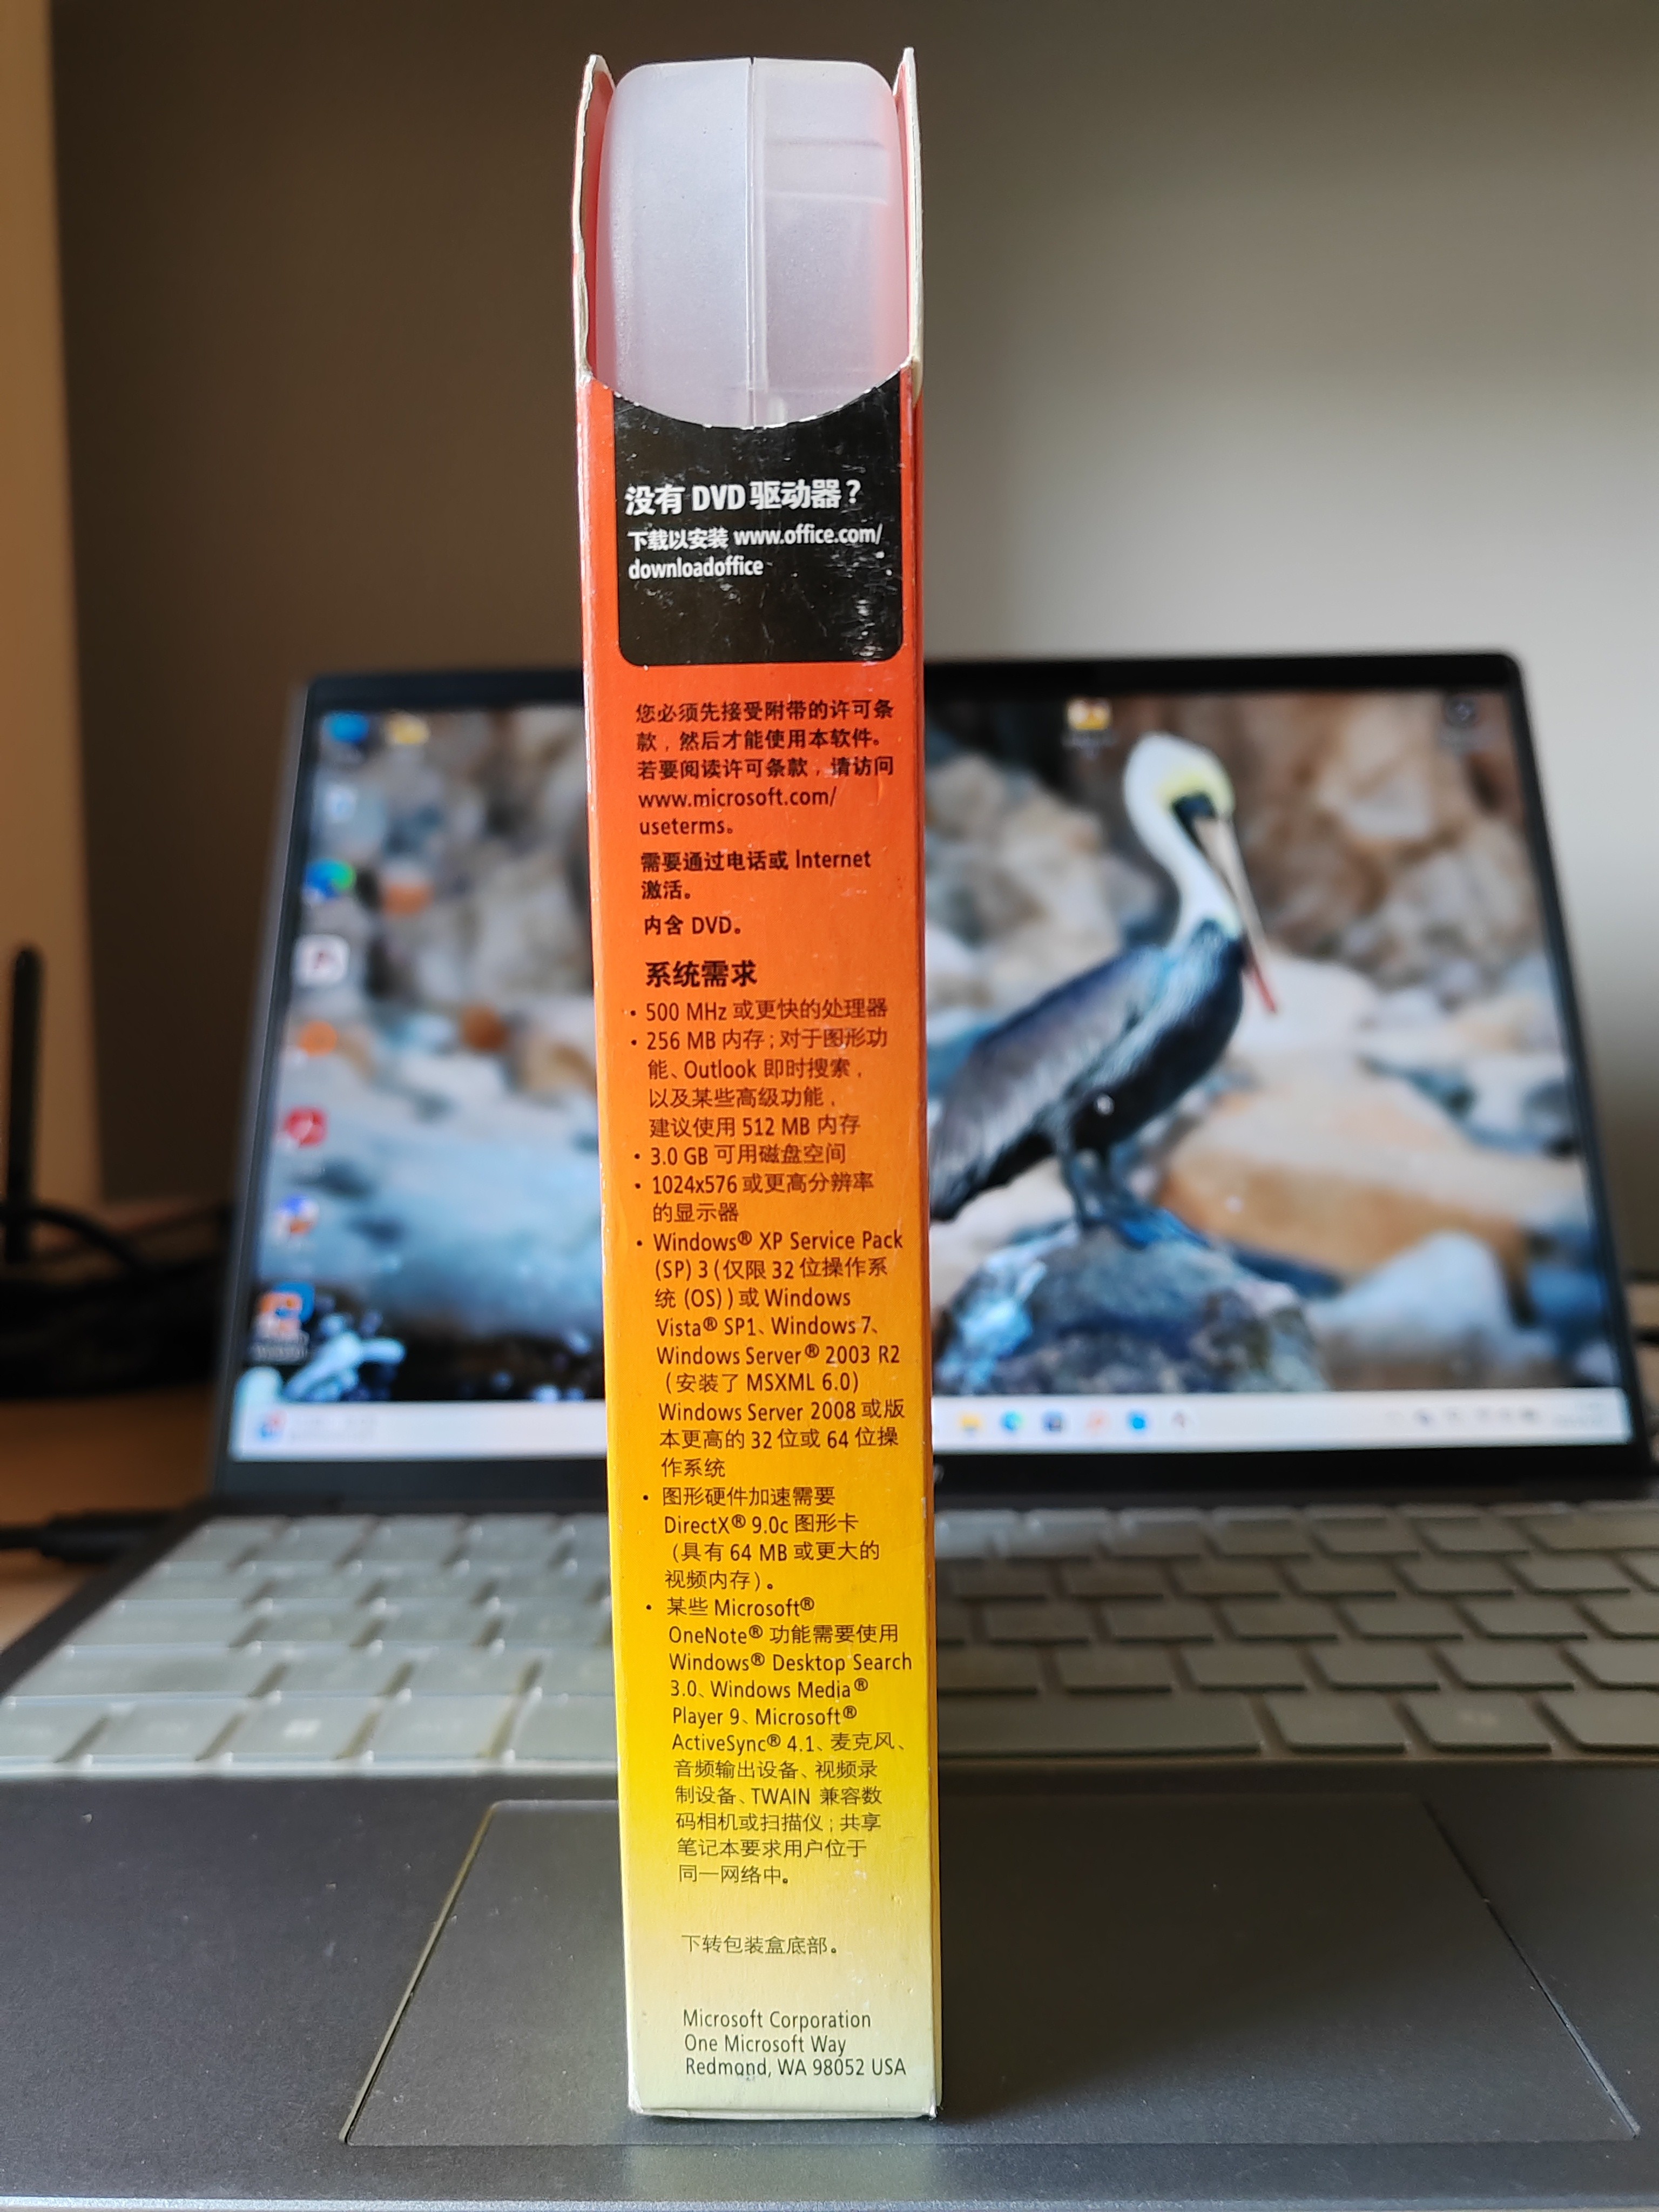 没有 DVD 驱动器？
下载以安装 www.office.com/
downloadoffice
您必须先接受附带的许可条
款，然后才能使用本软件。
若要阅读许可条款，请访问
www.microsoft.com/
useterms。
需要通过电话或 Internet
激活。
内含 DVD。
系统需求
• 500 MHz 或更快的处理器
• 256 MB 内存；对于图形功
能、Outlook 即时搜索，
以及某些高级功能，
建议使用 512 MB 内存
• 3.0 GB 可用磁盘空间
• 1024x576 或更高分辨率
的显示器
• Windows® XP Service Pack
(SP) 3 (仅限 32 位操作系
统 (OS)) 或 Windows
Vista® SP1、Windows 7、
Windows Server® 2003 R2
(安装了 MSXML 6.0)
Windows Server 2008 或版
本更高的 32 位或 64 位操
作系统
• 图形硬件加速需要
DirectX® 9.0c 图形卡
(具有 64 MB 或更大的
视频内存)。
• 某些 Microsoft®
OneNote® 功能需要使用
Windows® Desktop Search
3.0、Windows Media®
Player 9、Microsoft®
ActiveSync® 4.1、麦克风、
音频输出设备、视频录
制设备、TWAIN 兼容数
码相机或扫描仪；共享
笔记本要求用户位于
同一网络中。
下转包装盒底部。
Microsoft Corporation
One Microsoft Way
Redmond, WA 98052 USA